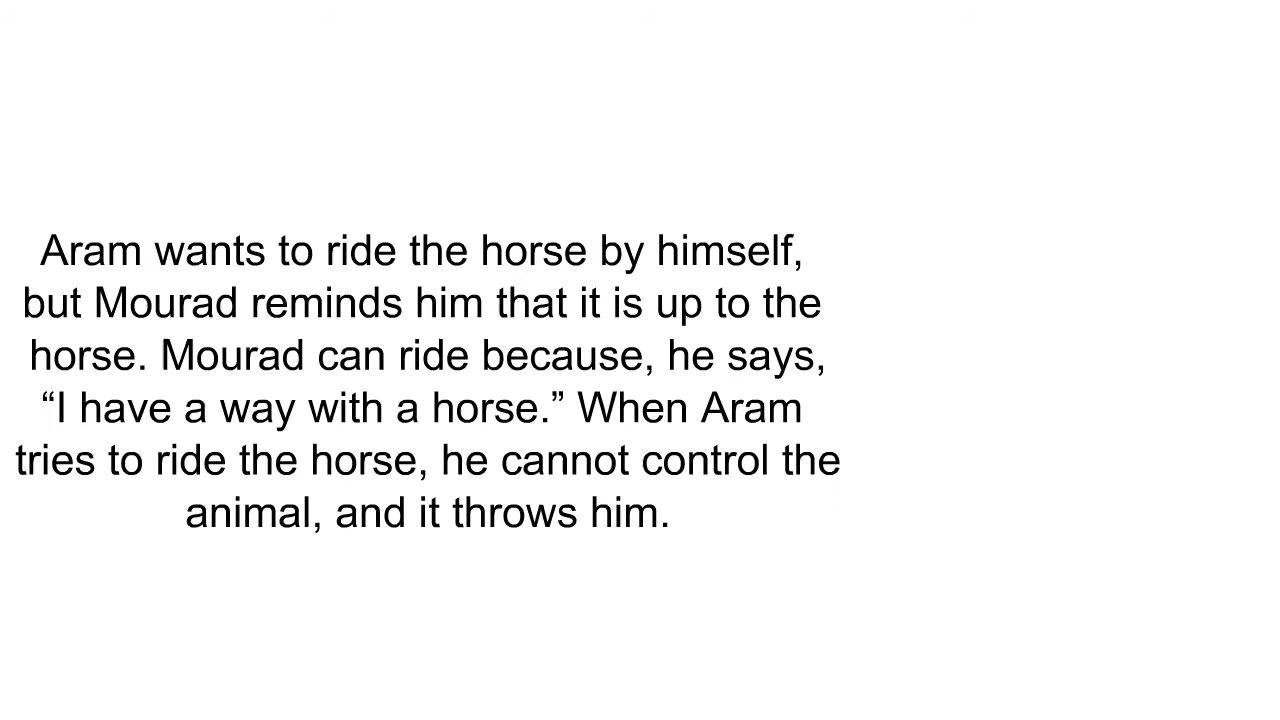 Aram wants to ride the horse by himself,
but Mourad reminds him that it is up to the
horse. Mourad can ride because, he says,
“I have a way with a horse.” When Aram
tries to ride the horse, he cannot control the
animal, and it throws him.